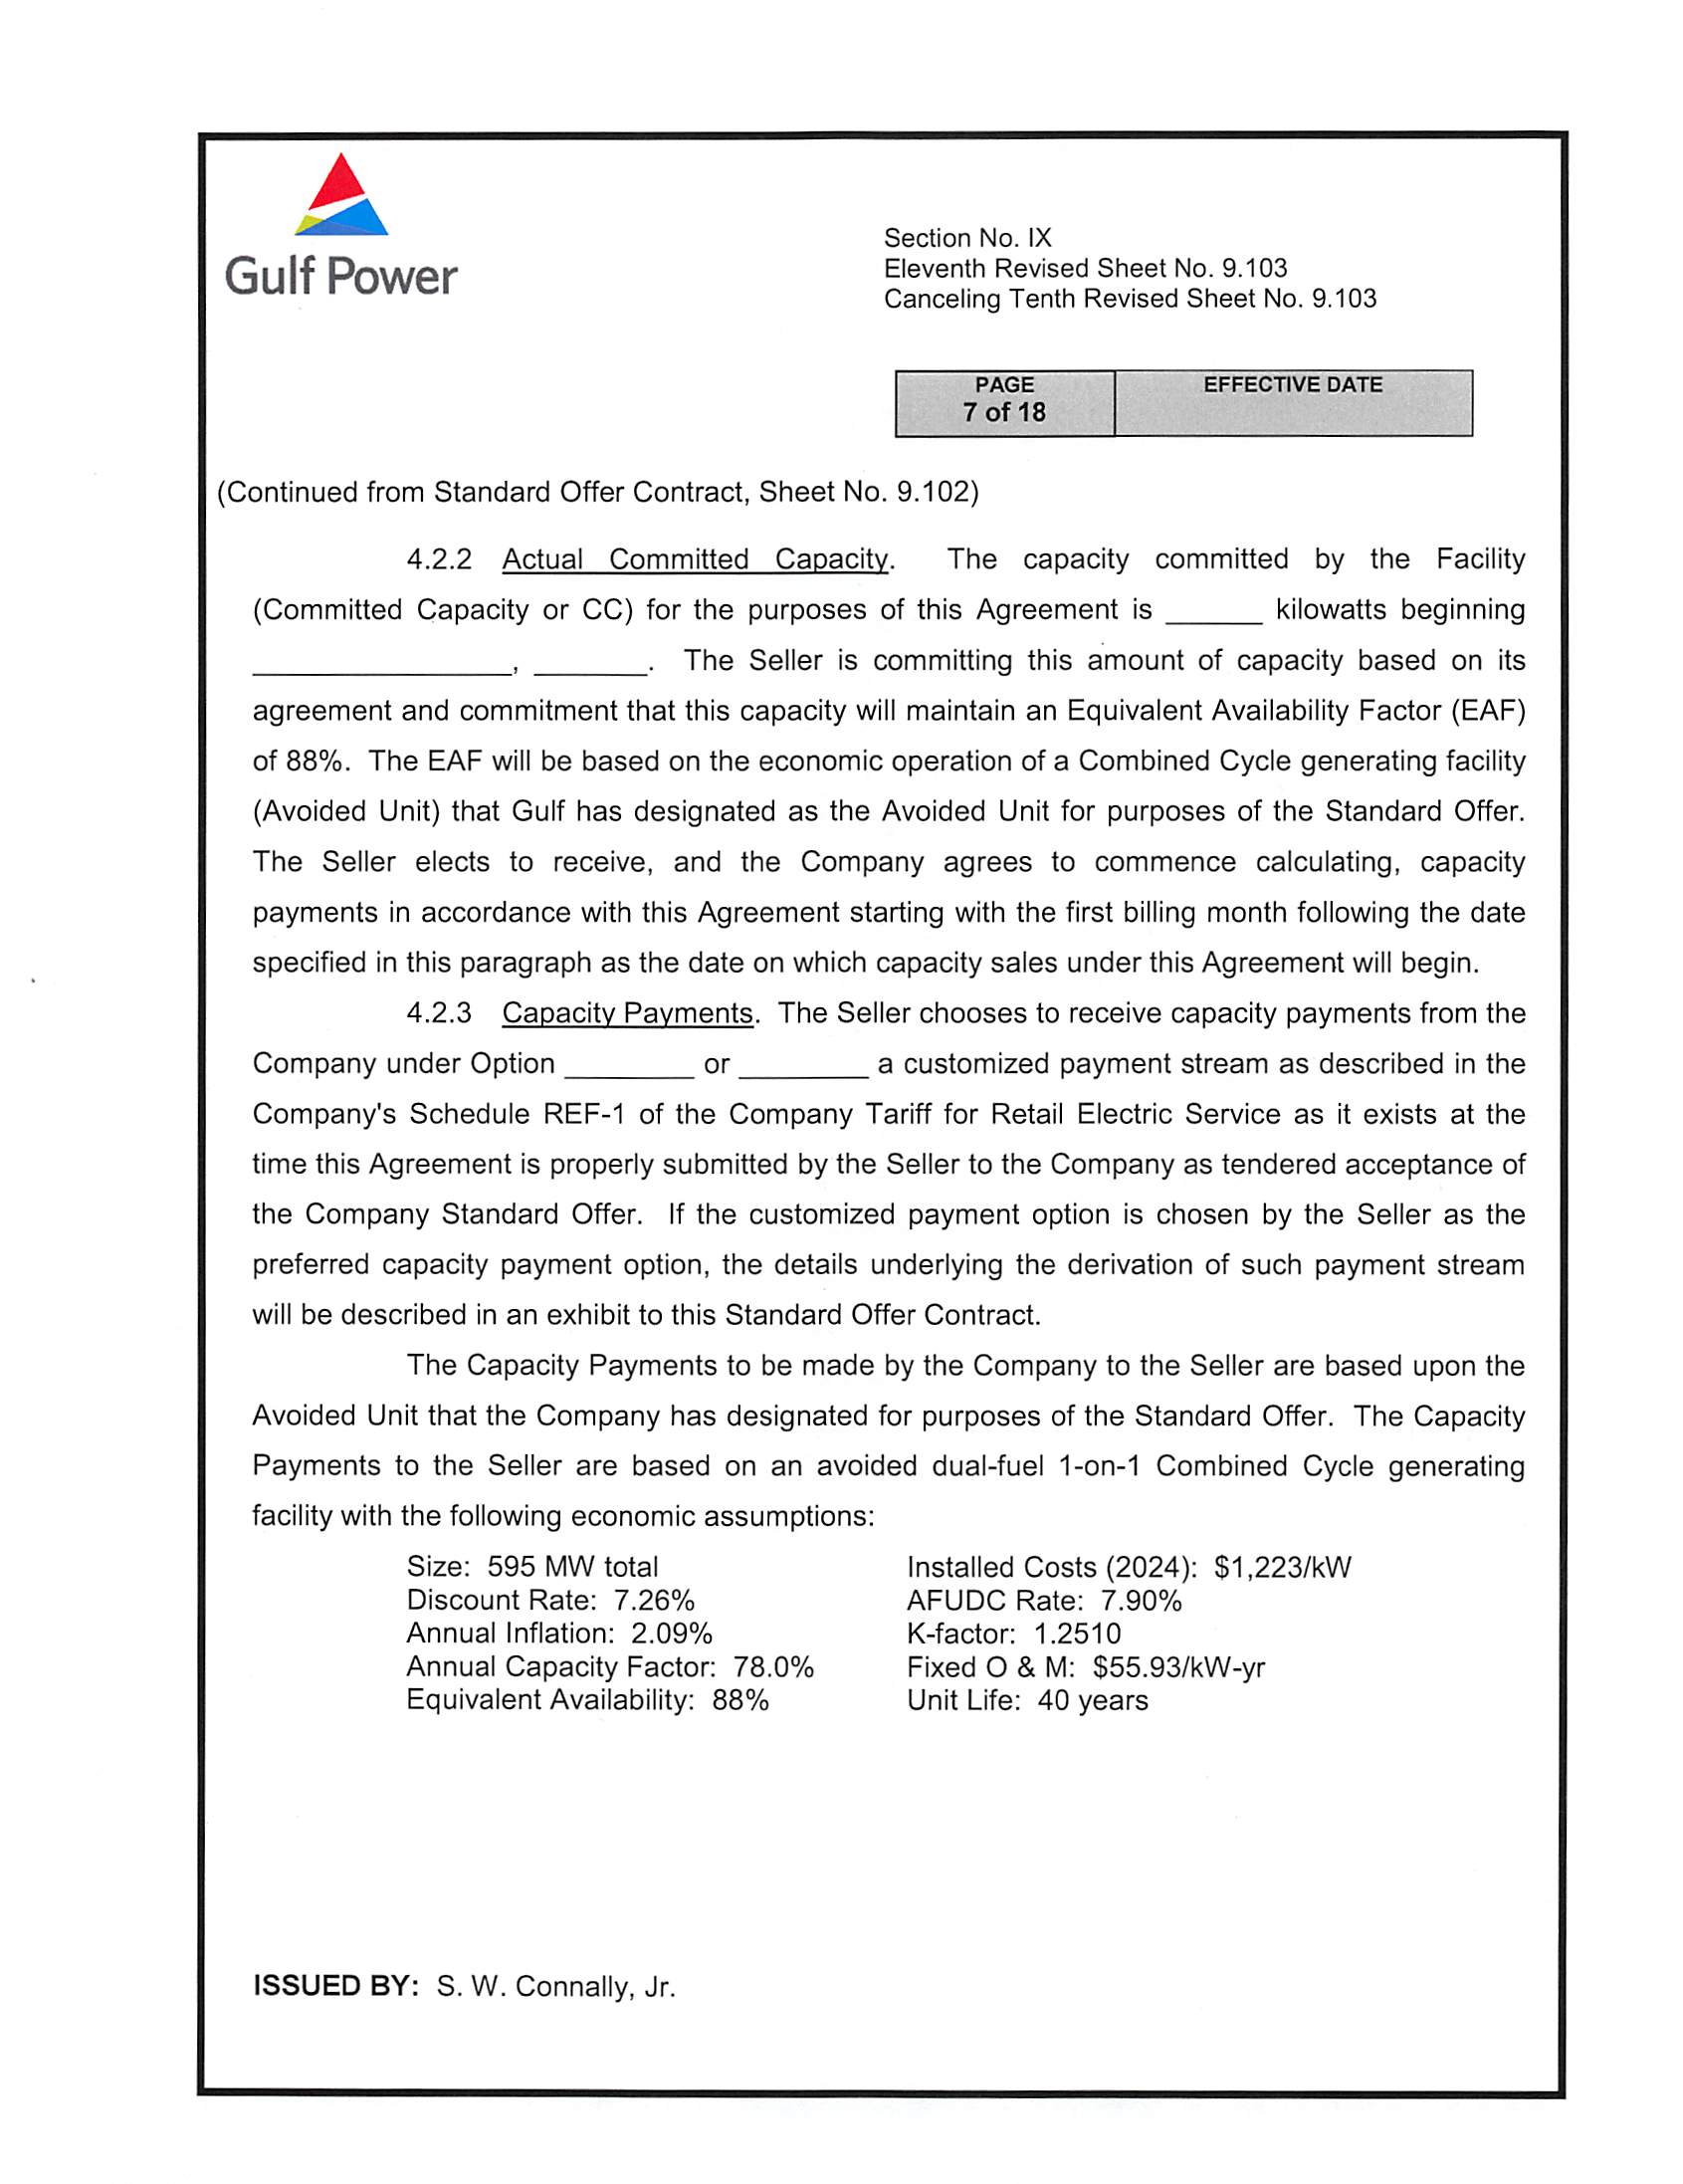 Gulf Power
Section No. IX
Eleventh Revised Sheet No. 9.103
Canceling Tenth Revised Sheet No. 9.103
PAGE
7 of 18
EFFECTIVE DATE
(Continued from Standard Offer Contract, Sheet No. 9.102)
4.2.2 Actual Committed Capacity. The capacity committed by the Facility
(Committed Capacity or CC) for the purposes of this Agreement is ______ kilowatts beginning
________________, _______. The Seller is committing this amount of capacity based on its
agreement and commitment that this capacity will maintain an Equivalent Availability Factor (EAF)
of 88%. The EAF will be based on the economic operation of a Combined Cycle generating facility
(Avoided Unit) that Gulf has designated as the Avoided Unit for purposes of the Standard Offer.
The Seller elects to receive, and the Company agrees to commence calculating, capacity
payments in accordance with this Agreement starting with the first billing month following the date
specified in this paragraph as the date on which capacity sales under this Agreement will begin.
4.2.3 Capacity Payments. The Seller chooses to receive capacity payments from the
Company under Option ________ or ________ a customized payment stream as described in the
Company's Schedule REF-1 of the Company Tariff for Retail Electric Service as it exists at the
time this Agreement is properly submitted by the Seller to the Company as tendered acceptance of
the Company Standard Offer. If the customized payment option is chosen by the Seller as the
preferred capacity payment option, the details underlying the derivation of such payment stream
will be described in an exhibit to this Standard Offer Contract.
The Capacity Payments to be made by the Company to the Seller are based upon the
Avoided Unit that the Company has designated for purposes of the Standard Offer. The Capacity
Payments to the Seller are based on an avoided dual-fuel 1-on-1 Combined Cycle generating
facility with the following economic assumptions:
Size: 595 MW total
Discount Rate: 7.26%
Annual Inflation: 2.09%
Annual Capacity Factor: 78.0%
Equivalent Availability: 88%
Installed Costs (2024): $1,223/kW
AFUDC Rate: 7.90%
K-factor: 1.2510
Fixed O & M: $55.93/kW-yr
Unit Life: 40 years
ISSUED BY: S. W. Connally, Jr.